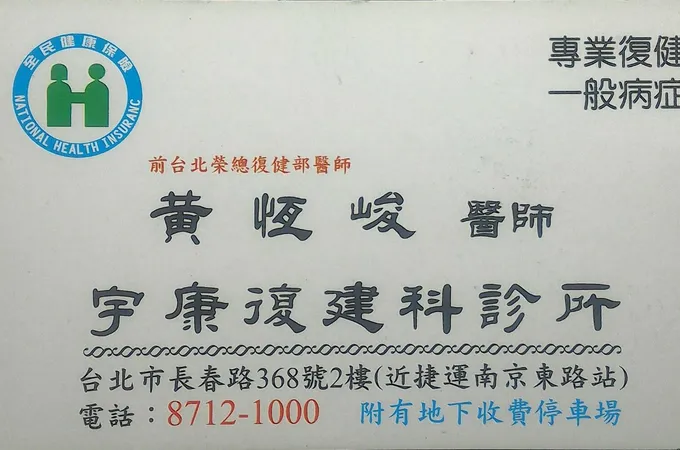 全民健康保險
NATIONAL HEALTH INSURANC
專業復健
一般病症
前台北榮總復健部醫師
黃恆峻 醫師
宇康復建科診所
台北市長春路368號2樓(近捷運南京東路站)
電話：8712-1000 附有地下收費停車場